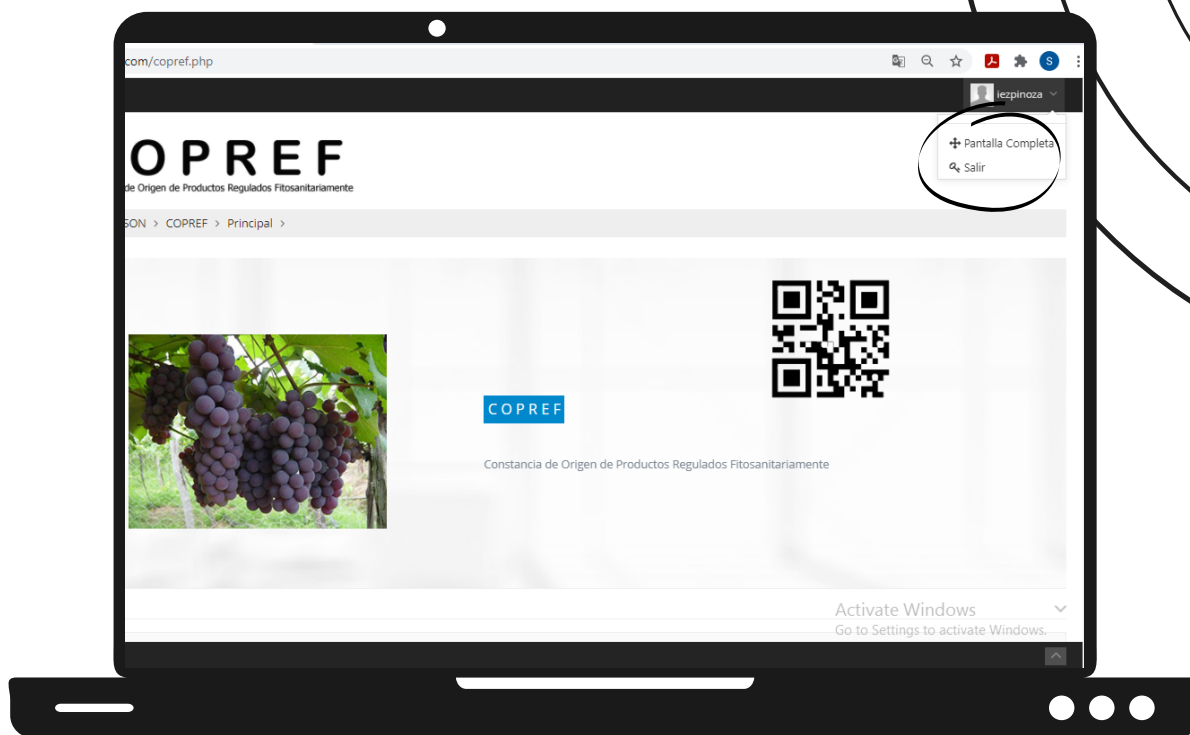 com/copref.php
S
iezpinoza
OPREF
de Origen de Productos Regulados Fitosanitariamente
Pantalla Completa
Salir
SON > COPREF > Principal >
COPREF
Constancia de Origen de Productos Regulados Fitosanitariamente
Activate Windows
Go to Settings to activate Windows.